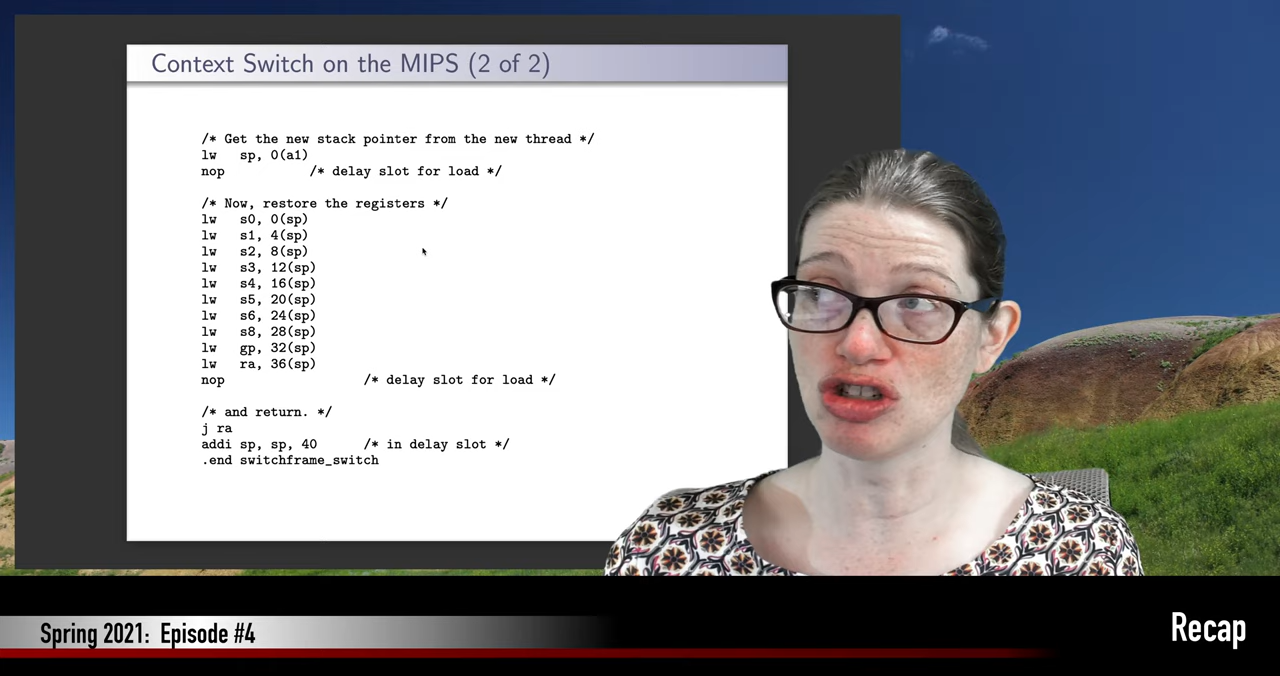 Context Switch on the MIPS (2 of 2)
/* Get the new stack pointer from the new thread */
lw sp, 0(a1)
nop /* delay slot for load */
/* Now, restore the registers */
lw s0, 0(sp)
lw s1, 4(sp)
lw s2, 8(sp)
lw s3, 12(sp)
lw s4, 16(sp)
lw s5, 20(sp)
lw s6, 24(sp)
lw s8, 28(sp)
lw gp, 32(sp)
lw ra, 36(sp)
nop /* delay slot for load */
/* and return. */
j ra
addi sp, sp, 40 /* in delay slot */
.end switchframe_switch
Spring 2021: Episode #4
Recap